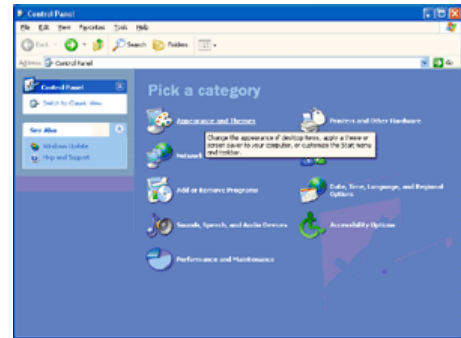 Control Panel
File Edit View Favorites Tools Help
Back Search Folders
Address Control Panel Go
Control Panel
Switch to Classic View
See Also
Windows Update
Help and Support
Pick a category
Appearance and Themes
Printers and Other Hardware
Change the appearance of desktop items, apply a theme or
screen saver to your computer, or customize the Start menu
and taskbar.
Network
Add or Remove Programs
Date, Time, Language, and Regional
Options
Sounds, Speech, and Audio Devices
Accessibility Options
Performance and Maintenance